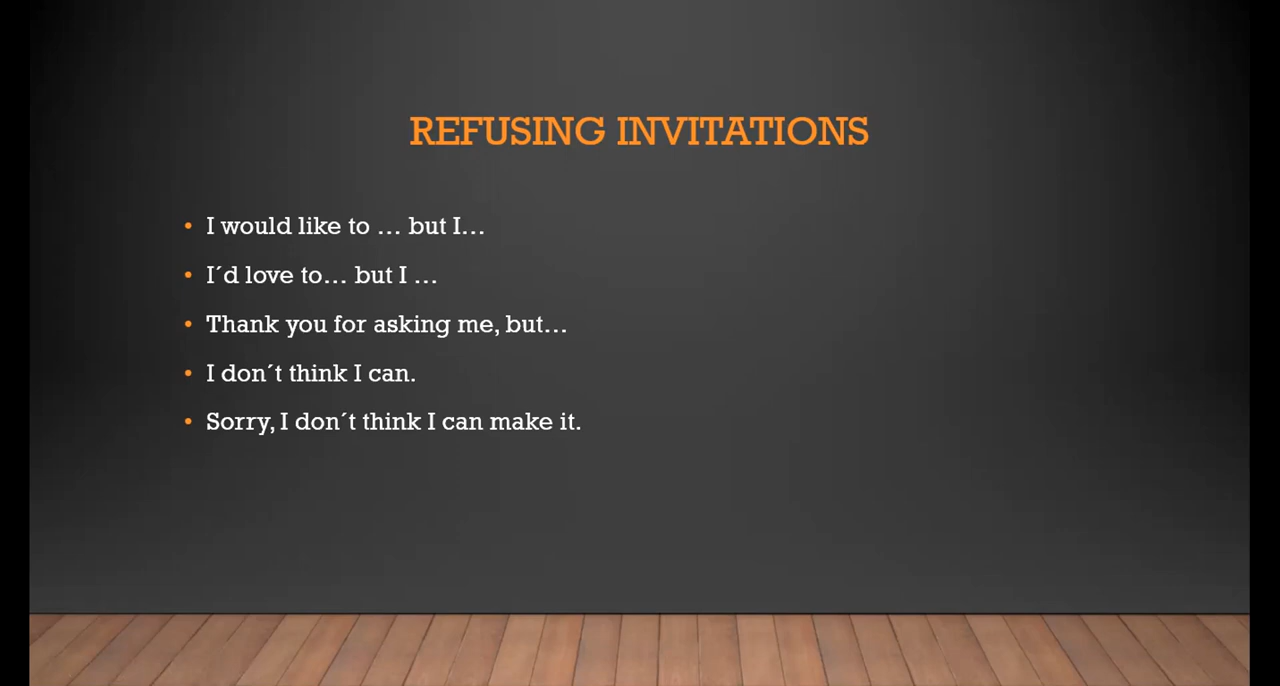 REFUSING INVITATIONS
• I would like to … but I…
• I´d love to… but I …
• Thank you for asking me, but…
• I don´t think I can.
• Sorry, I don´t think I can make it.